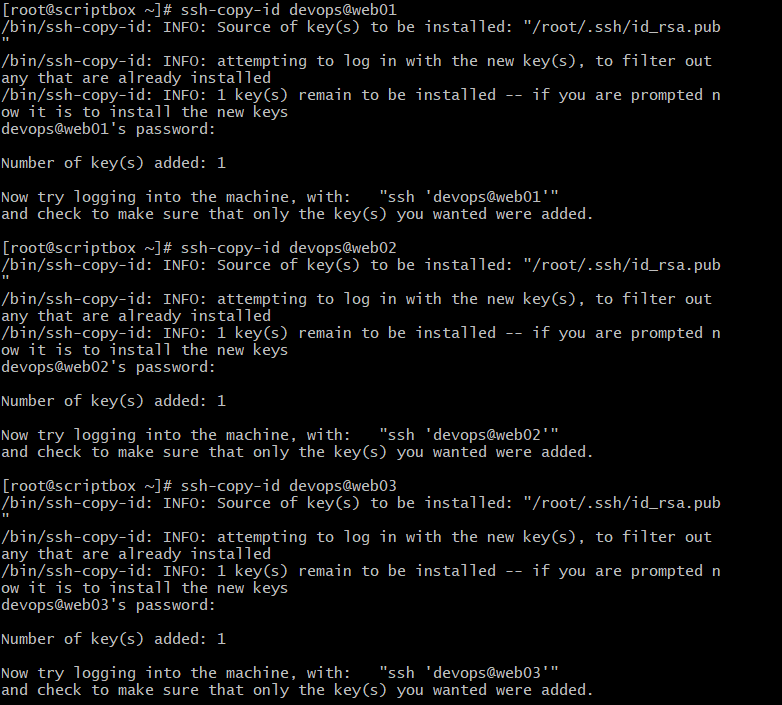 [root@scriptbox ~]# ssh-copy-id devops@web01
/bin/ssh-copy-id: INFO: Source of key(s) to be installed: "/root/.ssh/id_rsa.pub
"
/bin/ssh-copy-id: INFO: attempting to log in with the new key(s), to filter out
any that are already installed
/bin/ssh-copy-id: INFO: 1 key(s) remain to be installed -- if you are prompted n
ow it is to install the new keys
devops@web01's password:
Number of key(s) added: 1
Now try logging into the machine, with:   "ssh 'devops@web01'"
and check to make sure that only the key(s) you wanted were added.
[root@scriptbox ~]# ssh-copy-id devops@web02
/bin/ssh-copy-id: INFO: Source of key(s) to be installed: "/root/.ssh/id_rsa.pub
"
/bin/ssh-copy-id: INFO: attempting to log in with the new key(s), to filter out
any that are already installed
/bin/ssh-copy-id: INFO: 1 key(s) remain to be installed -- if you are prompted n
ow it is to install the new keys
devops@web02's password:
Number of key(s) added: 1
Now try logging into the machine, with:   "ssh 'devops@web02'"
and check to make sure that only the key(s) you wanted were added.
[root@scriptbox ~]# ssh-copy-id devops@web03
/bin/ssh-copy-id: INFO: Source of key(s) to be installed: "/root/.ssh/id_rsa.pub
"
/bin/ssh-copy-id: INFO: attempting to log in with the new key(s), to filter out
any that are already installed
/bin/ssh-copy-id: INFO: 1 key(s) remain to be installed -- if you are prompted n
ow it is to install the new keys
devops@web03's password:
Number of key(s) added: 1
Now try logging into the machine, with:   "ssh 'devops@web03'"
and check to make sure that only the key(s) you wanted were added.